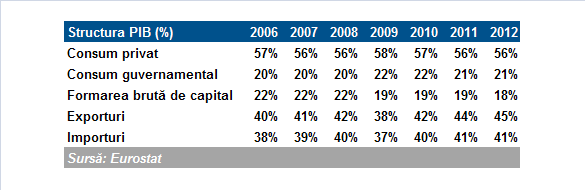 Structura PIB (%) 2006 2007 2008 2009 2010 2011 2012
Consum privat 57% 56% 56% 58% 57% 56% 56%
Consum guvernamental 20% 20% 20% 22% 22% 21% 21%
Formarea brută de capital 22% 22% 22% 19% 19% 19% 18%
Exporturi 40% 41% 42% 38% 42% 44% 45%
Importuri 38% 39% 40% 37% 40% 41% 41%
Sursă: Eurostat